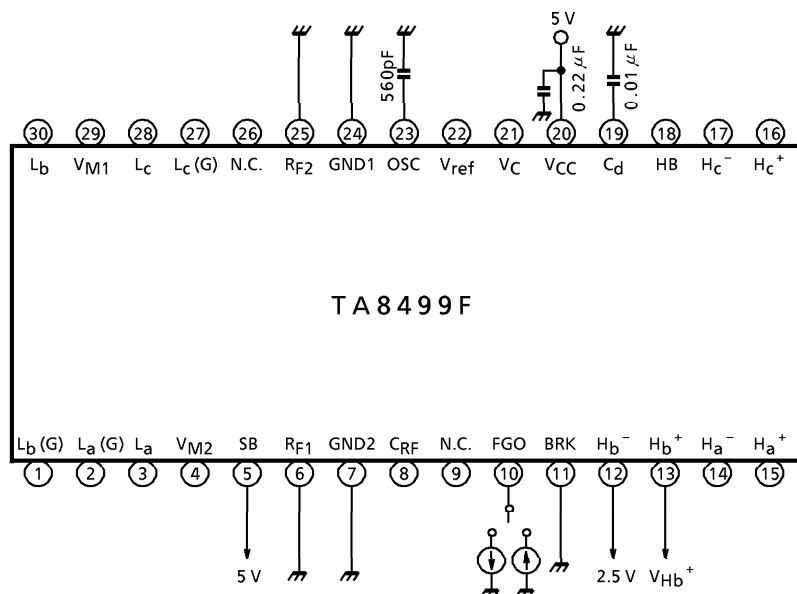 5 V
560pF
0.22 μF
0.01 μF
30 29 28 27 26 25 24 23 22 21 20 19 18 17 16
Lb VM1 Lc Lc (G) N.C. RF2 GND1 OSC Vref VC VCC Cd HB Hc− Hc+
TA8499F
Lb (G) La (G) La VM2 SB RF1 GND2 CRF N.C. FGO BRK Hb− Hb+ Ha− Ha+
1 2 3 4 5 6 7 8 9 10 11 12 13 14 15
5 V 2.5 V VHb+